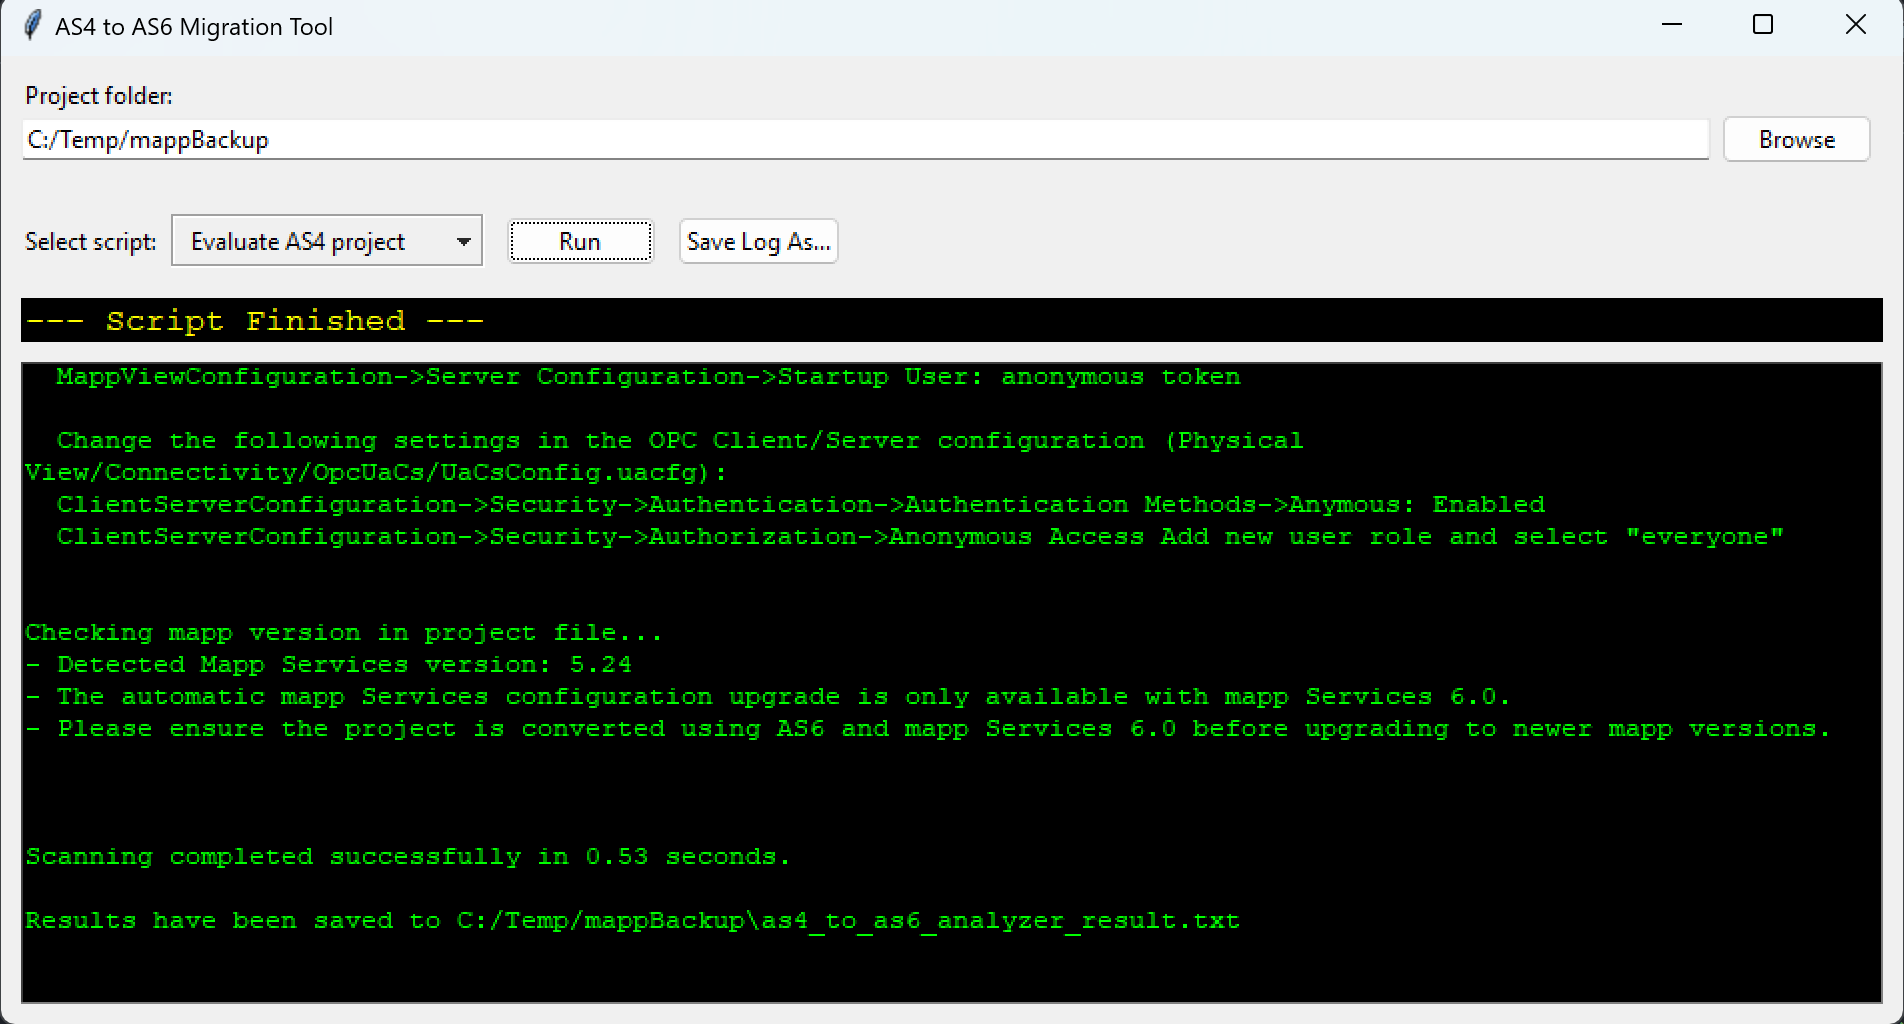 AS4 to AS6 Migration Tool
Project folder:
C:/Temp/mappBackup
Browse
Select script:
Evaluate AS4 project
Run
Save Log As...
--- Script Finished ---
MappViewConfiguration->Server Configuration->Startup User: anonymous token
Change the following settings in the OPC Client/Server configuration (Physical
View/Connectivity/OpcUaCs/UaCsConfig.uacfg):
ClientServerConfiguration->Security->Authentication->Authentication Methods->Anymous: Enabled
ClientServerConfiguration->Security->Authorization->Anonymous Access Add new user role and select "everyone"
Checking mapp version in project file...
- Detected Mapp Services version: 5.24
- The automatic mapp Services configuration upgrade is only available with mapp Services 6.0.
- Please ensure the project is converted using AS6 and mapp Services 6.0 before upgrading to newer mapp versions.
Scanning completed successfully in 0.53 seconds.
Results have been saved to C:/Temp/mappBackup\as4_to_as6_analyzer_result.txt